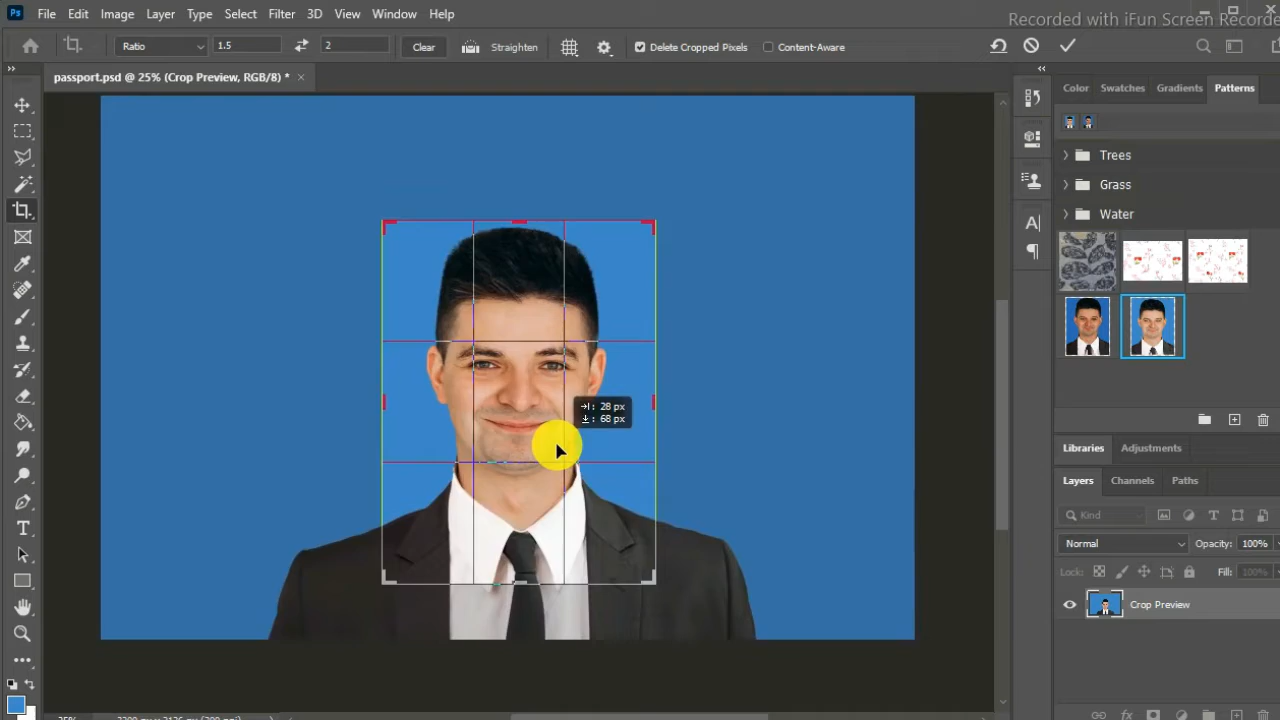 Ps File Edit Image Layer Type Select Filter 3D View Window Help
Recorded with iFun Screen Recorde
Ratio 1.5 2 Clear Straighten Delete Cropped Pixels Content-Aware
passport.psd @ 25% (Crop Preview, RGB/8) * ×
Color Swatches Gradients Patterns
Trees
Grass
Water
28 px
68 px
Libraries Adjustments
Layers Channels Paths
Kind
Normal Opacity: 100%
Lock: Fill: 100%
Crop Preview